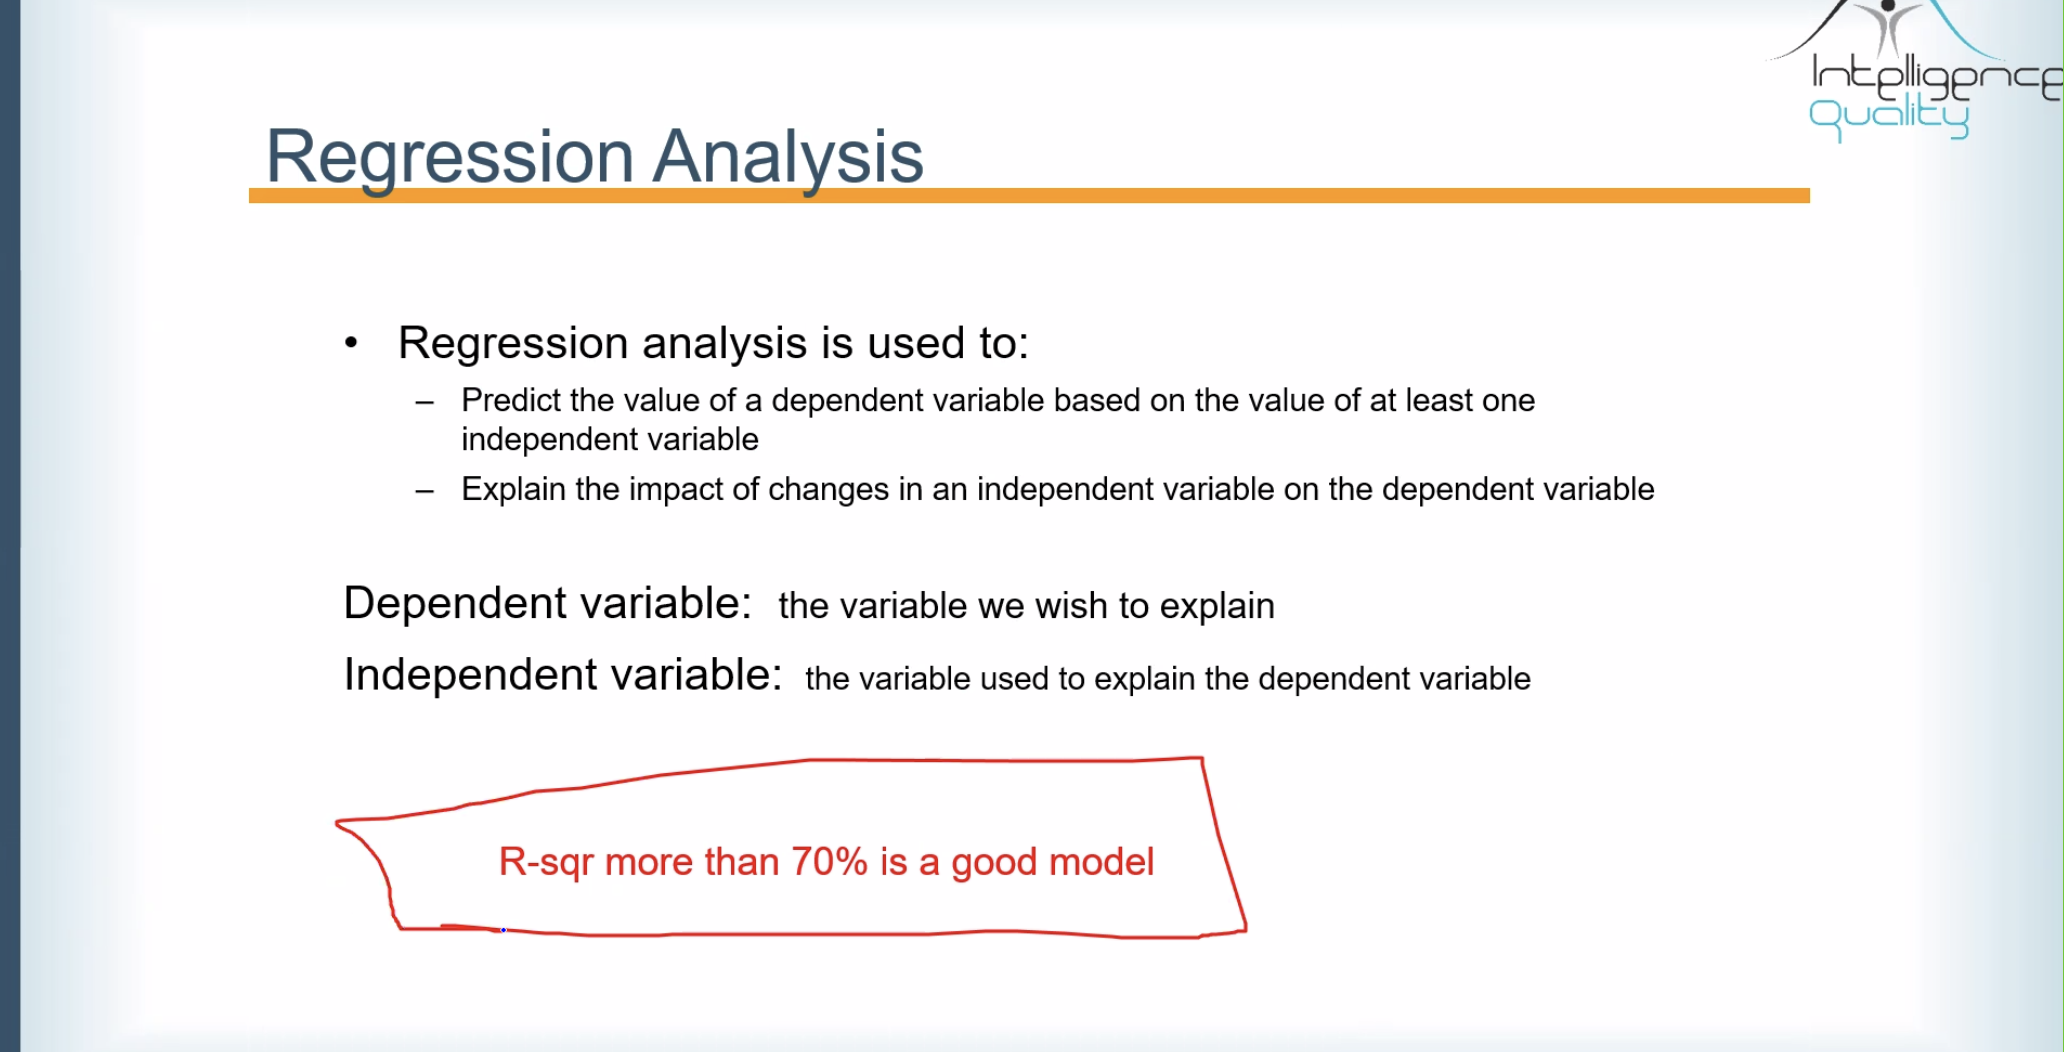 Intelligence
Quality
Regression Analysis
• Regression analysis is used to:
– Predict the value of a dependent variable based on the value of at least one
independent variable
– Explain the impact of changes in an independent variable on the dependent variable
Dependent variable: the variable we wish to explain
Independent variable: the variable used to explain the dependent variable
R-sqr more than 70% is a good model